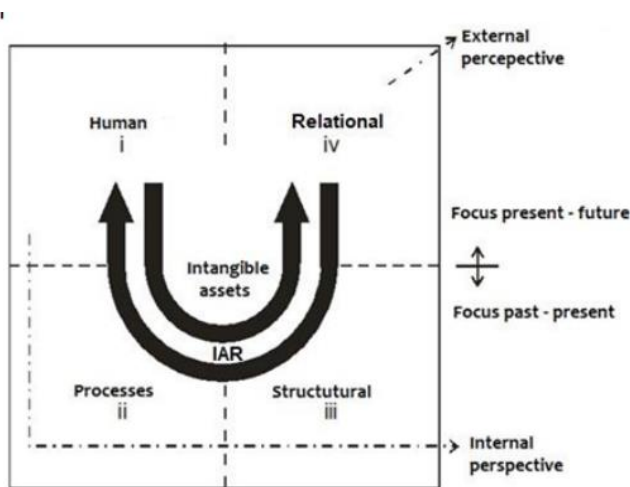 External
percepective
Human
i
Relational
iv
Focus present - future
Intangible
assets
Focus past - present
IAR
Processes
ii
Structutural
iii
Internal
perspective